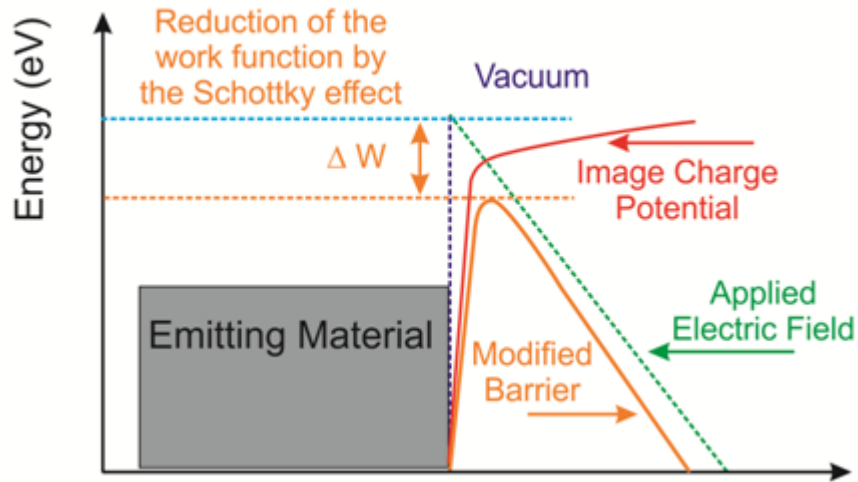 Reduction of the
work function by
the Schottky effect
Vacuum
Energy (eV)
Δ W
Image Charge
Potential
Emitting Material
Applied
Electric Field
Modified
Barrier